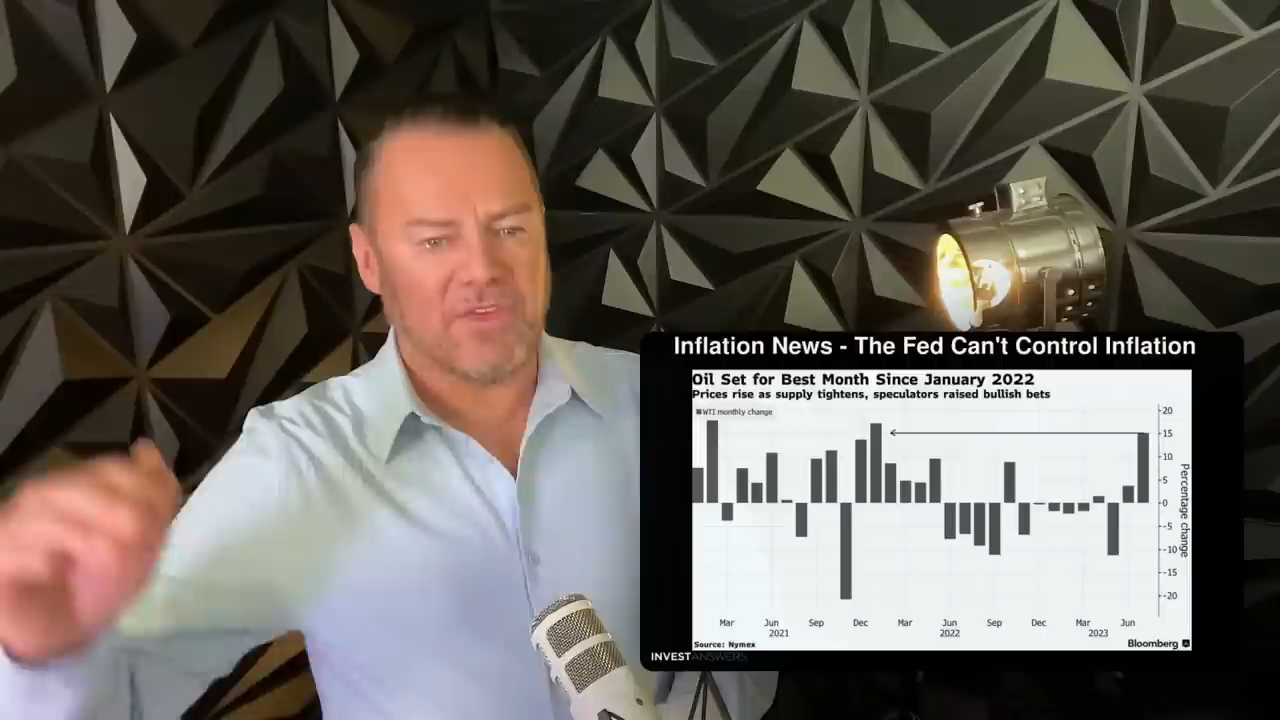 Inflation News - The Fed Can't Control Inflation
Oil Set for Best Month Since January 2022
Prices rise as supply tightens, speculators raised bullish bets
WTI monthly change
20
15
10
5
0
-5
-10
-15
-20
Percentage change
Mar Jun Sep Dec Mar Jun Sep Dec Mar Jun
2021 2022 2023
Source: Nymex
Bloomberg
INVESTANSWERS